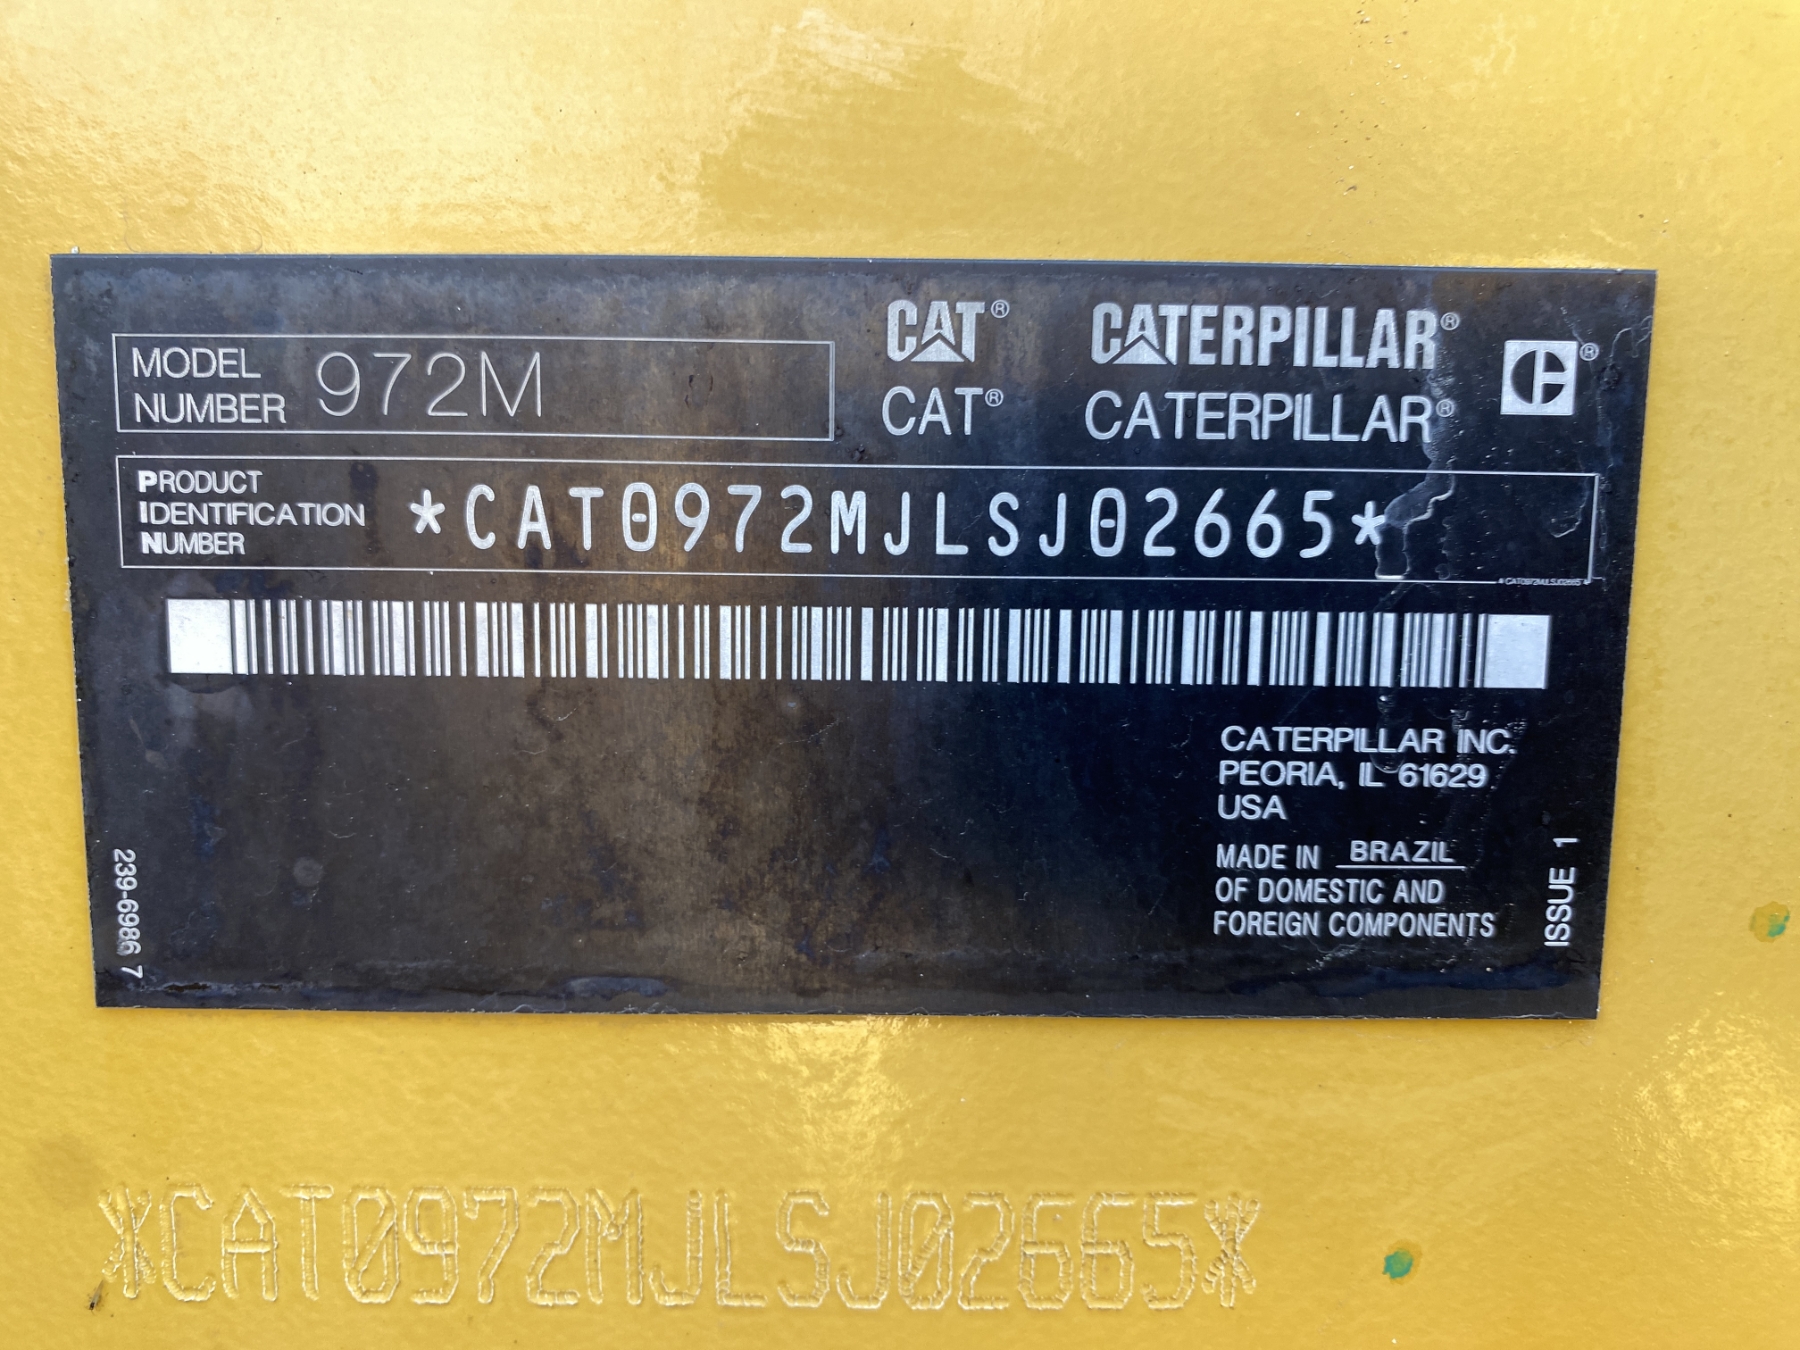 MODEL NUMBER 972M
CAT® CATERPILLAR®
CAT® CATERPILLAR®
PRODUCT
IDENTIFICATION
NUMBER
*CAT0972MJLSJ02665*
*CAT0972MJLSJ02665*
CATERPILLAR INC.
PEORIA, IL 61629
USA
MADE IN BRAZIL
OF DOMESTIC AND
FOREIGN COMPONENTS
239-6986 7
ISSUE 1
*CAT0972MJLSJ02665*